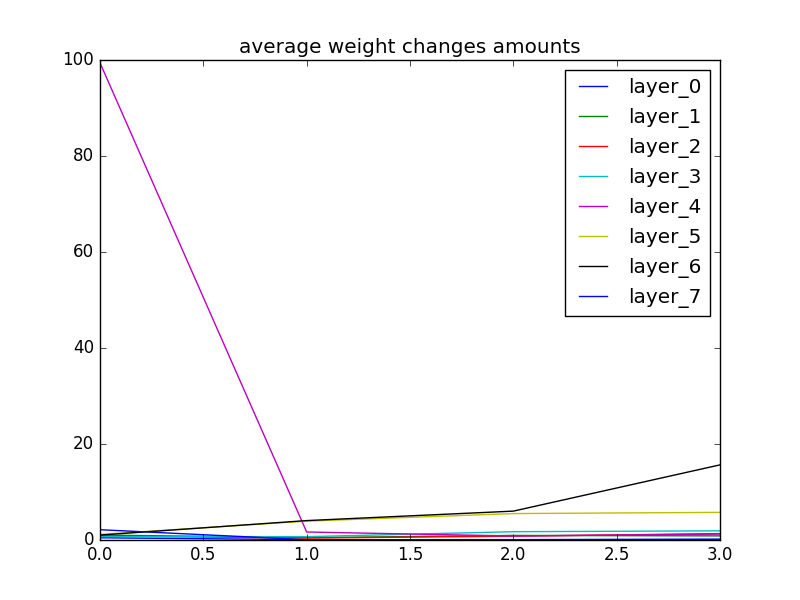 average weight changes amounts
100
80
60
40
20
0
0.0 0.5 1.0 1.5 2.0 2.5 3.0
layer_0
layer_1
layer_2
layer_3
layer_4
layer_5
layer_6
layer_7